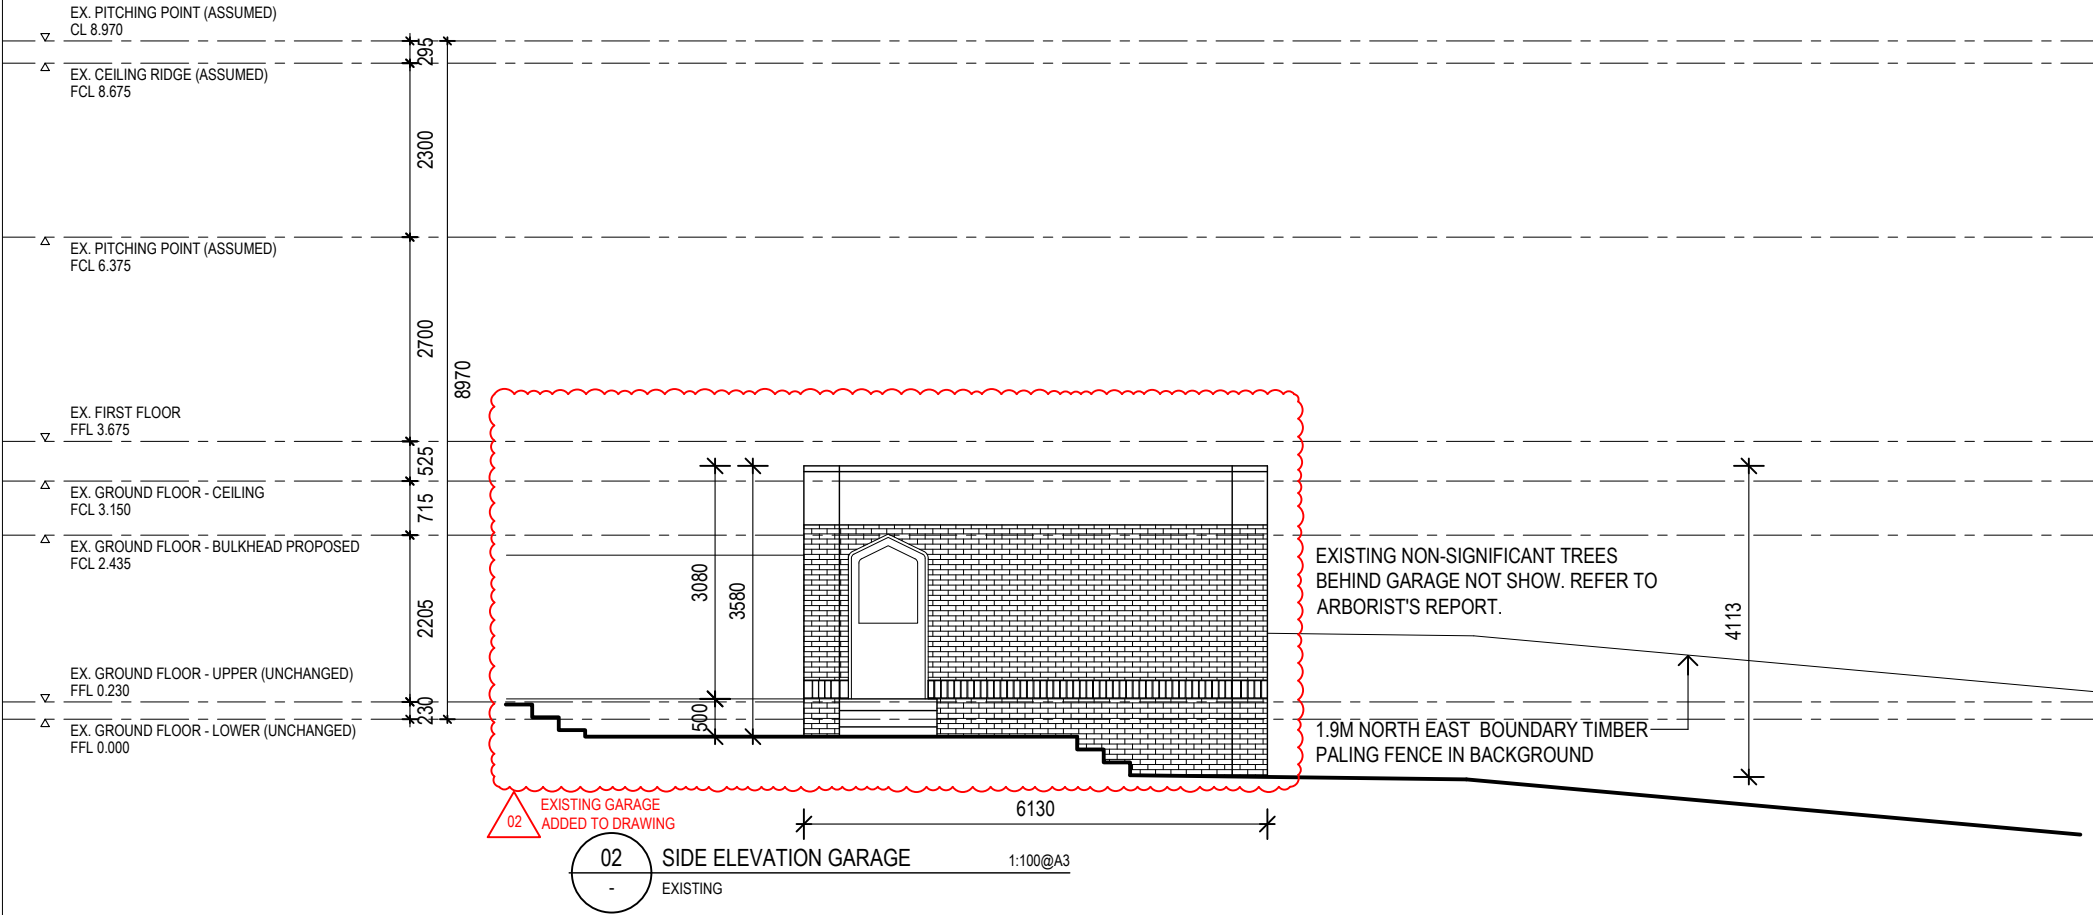 EX. PITCHING POINT (ASSUMED)
CL 8.970
295
EX. CEILING RIDGE (ASSUMED)
FCL 8.675
2300
EX. PITCHING POINT (ASSUMED)
FCL 6.375
2700
8970
EX. FIRST FLOOR
FFL 3.675
525
EX. GROUND FLOOR - CEILING
FCL 3.150
715
EX. GROUND FLOOR - BULKHEAD PROPOSED
FCL 2.435
2205
EX. GROUND FLOOR - UPPER (UNCHANGED)
FFL 0.230
230
EX. GROUND FLOOR - LOWER (UNCHANGED)
FFL 0.000
3080
3580
500
EXISTING NON-SIGNIFICANT TREES
BEHIND GARAGE NOT SHOW. REFER TO
ARBORIST'S REPORT.
4113
1.9M NORTH EAST BOUNDARY TIMBER
PALING FENCE IN BACKGROUND
6130
02
EXISTING GARAGE
ADDED TO DRAWING
02
SIDE ELEVATION GARAGE
1:100@A3
-
EXISTING